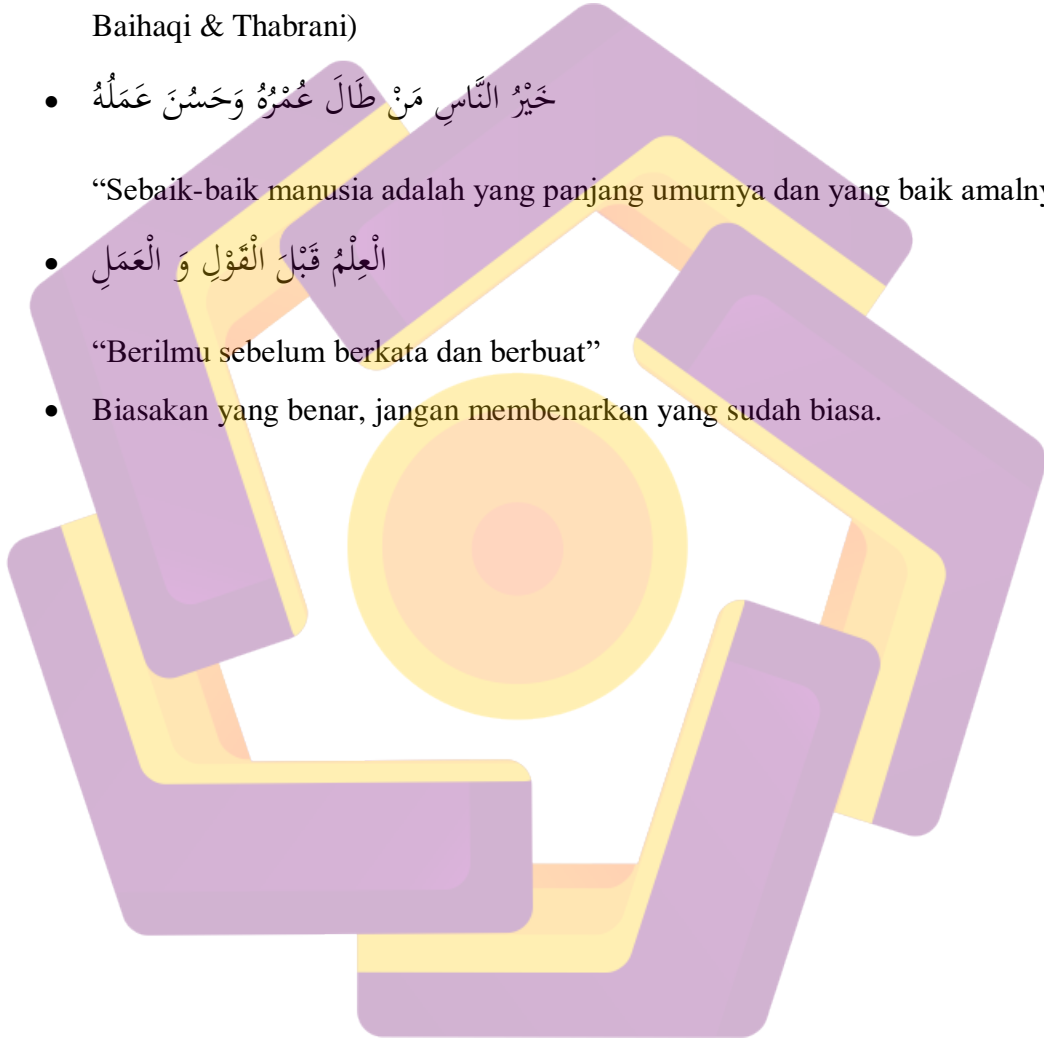 Baihaqi & Thabrani)
• خَيْرُ النَّاسِ مَنْ طَالَ عُمْرُهُ وَحَسُنَ عَمَلُهُ
“Sebaik-baik manusia adalah yang panjang umurnya dan yang baik
• الْعِلْمُ قَبْلَ الْقَوْلِ وَ الْعَمَلِ
“Berilmu sebelum berkata dan berbuat”
• Biasakan yang benar, jangan membenarkan yang sudah biasa.